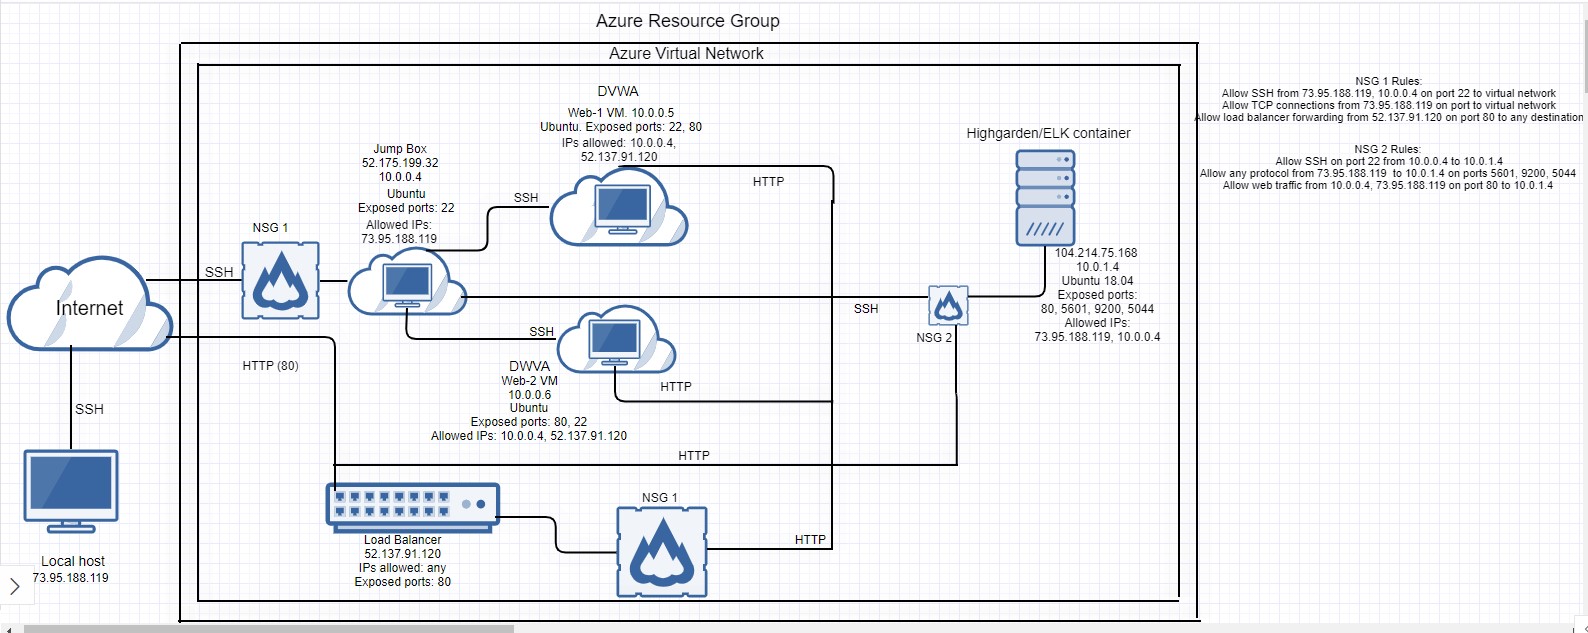 Azure Resource Group
Azure Virtual Network
NSG 1 Rules:
Allow SSH from 73.95.188.119, 10.0.0.4 on port 22 to virtual network
Allow TCP connections from 73.95.188.119 on port to virtual network
Allow load balancer forwarding from 52.137.91.120 on port 80 to any destination
NSG 2 Rules:
Allow SSH on port 22 from 10.0.0.4 to 10.0.1.4
Allow any protocol from 73.95.188.119 to 10.0.1.4 on ports 5601, 9200, 5044
Allow web traffic from 10.0.0.4, 73.95.188.119 on port 80 to 10.0.1.4
DVWA
Web-1 VM. 10.0.0.5
Ubuntu. Exposed ports: 22, 80
IPs allowed: 10.0.0.4,
52.137.91.120
HTTP
Highgarden/ELK container
Jump Box
52.175.199.32
10.0.0.4
Ubuntu
Exposed ports: 22
Allowed IPs:
73.95.188.119
SSH
NSG 1
SSH
Internet
104.214.75.168
10.0.1.4
Ubuntu 18.04
Exposed ports:
80, 5601, 9200, 5044
Allowed IPs:
73.95.188.119, 10.0.0.4
SSH
NSG 2
SSH
HTTP (80)
DWVA
Web-2 VM
10.0.0.6
Ubuntu
Exposed ports: 80, 22
Allowed IPs: 10.0.0.4, 52.137.91.120
HTTP
SSH
HTTP
NSG 1
HTTP
Load Balancer
52.137.91.120
IPs allowed: any
Exposed ports: 80
Local host
73.95.188.119